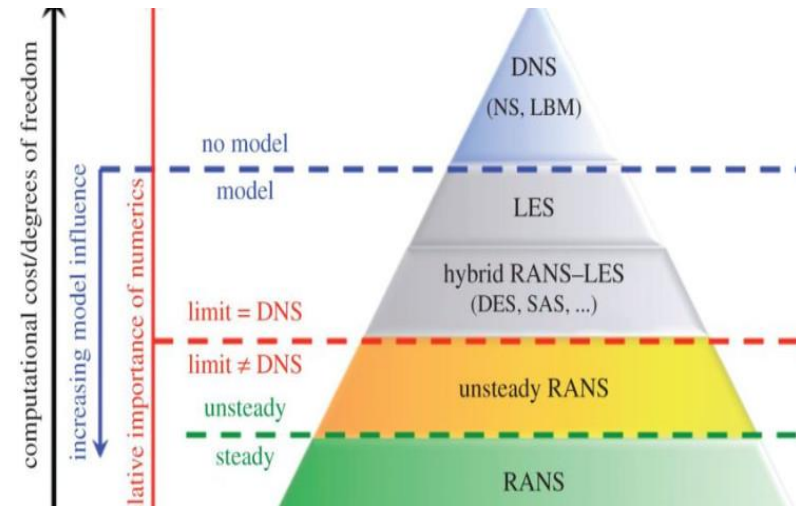 computational cost/degrees of freedom
increasing model influence
lative importance of numerics
DNS
(NS, LBM)
no model
model
LES
hybrid RANS–LES
(DES, SAS, ...)
limit = DNS
limit ≠ DNS
unsteady RANS
unsteady
steady
RANS